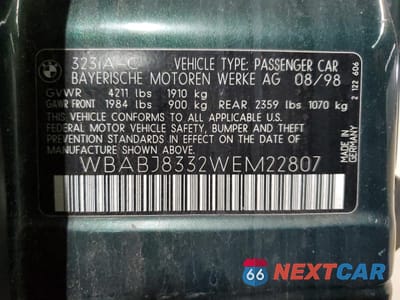 323iA-C VEHICLE TYPE: PASSENGER CAR
BAYERISCHE MOTOREN WERKE AG 08/98
GVWR 4211 lbs 1910 kg
GAWR FRONT 1984 lbs 900 kg REAR 2359 lbs 1070 kg
THIS VEHICLE CONFORMS TO ALL APPLICABLE U.S.
FEDERAL MOTOR VEHICLE SAFETY, BUMPER, AND THEFT
PREVENTION STANDARDS IN EFFECT ON THE DATE OF
MANUFACTURE SHOWN ABOVE.
WBABJ8332WEM22807
2 122 606
MADE IN
GERMANY
66 NEXTCAR